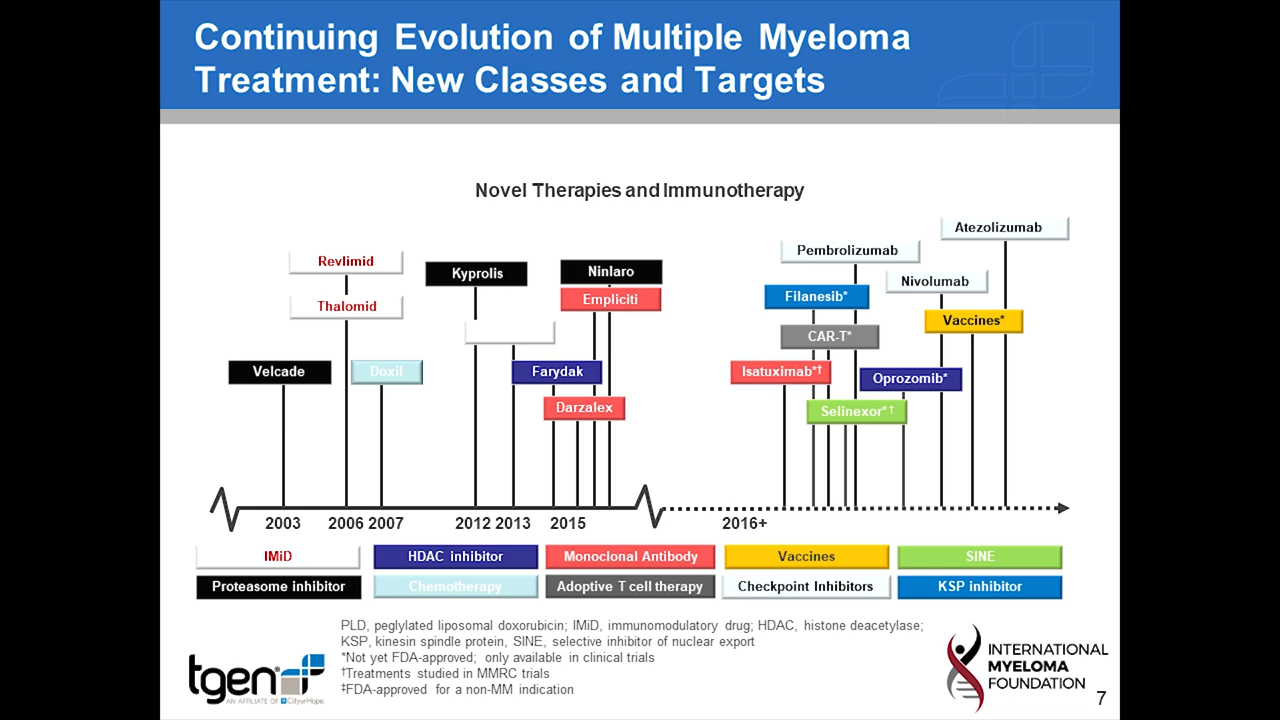 Continuing Evolution of Multiple Myeloma
Treatment: New Classes and Targets
Novel Therapies and Immunotherapy
Atezolizumab
Pembrolizumab
Revlimid
Kyprolis
Ninlaro
Nivolumab
Thalomid
Empliciti
Filanesib*
Vaccines*
CAR-T*
Velcade
Doxil
Farydak
Isatuximab*†
Oprozomib*
Darzalex
Selinexor*†
2003 2006 2007 2012 2013 2015 2016+
IMiD HDAC inhibitor Monoclonal Antibody Vaccines SINE
Proteasome inhibitor Chemotherapy Adoptive T cell therapy Checkpoint Inhibitors KSP inhibitor
PLD, peglylated liposomal doxorubicin; IMiD, immunomodulatory drug; HDAC, histone deacetylase;
KSP, kinesin spindle protein, SINE, selective inhibitor of nuclear export
*Not yet FDA-approved; only available in clinical trials
†Treatments studied in MMRC trials
‡FDA-approved for a non-MM indication
tgen
AN AFFILIATE OF City of Hope.
INTERNATIONAL
MYELOMA
FOUNDATION
7